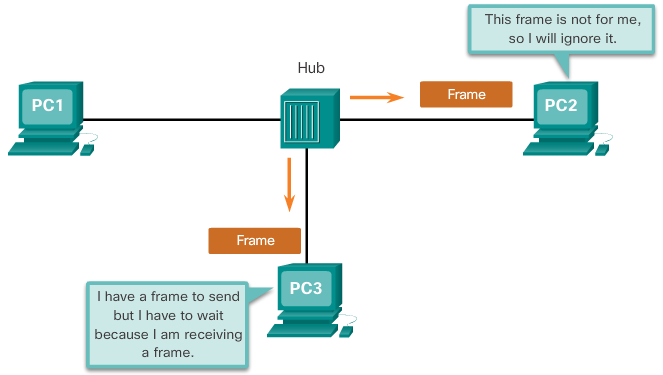 This frame is not for me,
so I will ignore it.
Hub
PC1
Frame
PC2
Frame
PC3
I have a frame to send
but I have to wait
because I am receiving
a frame.